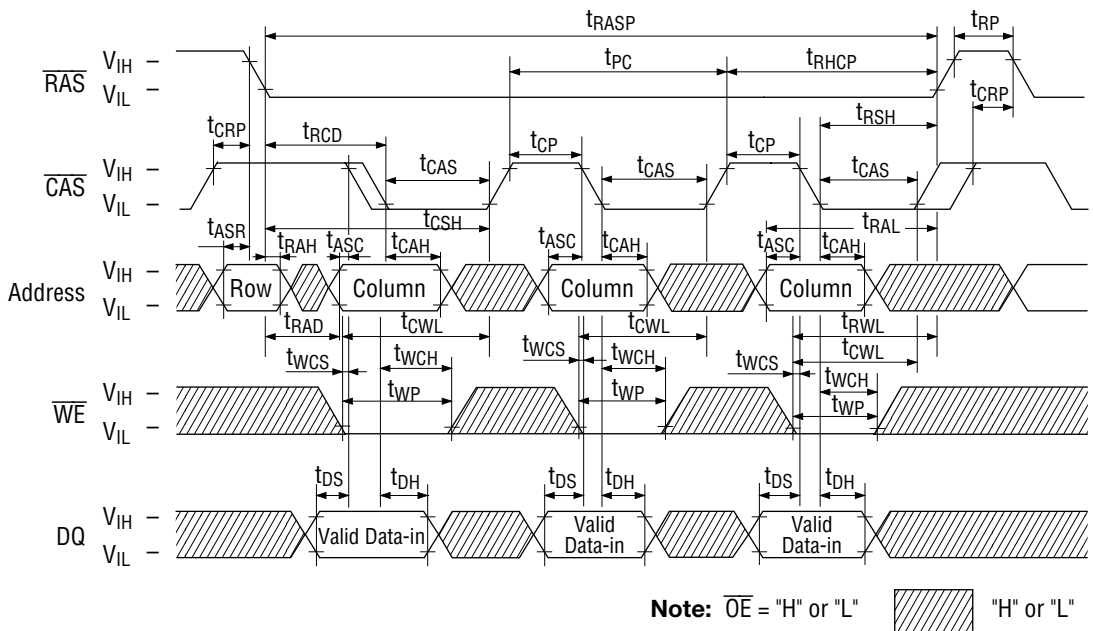 tRASP
tRP
VIH
RAS
VIL
tPC
tRHCP
tCRP
tRSH
tCRP
tRCD
tCP
tCP
VIH
CAS
VIL
tCAS
tCAS
tCAS
tCSH
tRAL
tASR
tRAH
tASC
tCAH
tASC
tCAH
tASC
tCAH
VIH
Address
VIL
Row
Column
Column
Column
tRAD
tCWL
tCWL
tRWL
tCWL
tWCS
tWCH
tWCS
tWCH
tWCS
tWCH
VIH
WE
VIL
tWP
tWP
tWP
tDS
tDH
tDS
tDH
tDS
tDH
VIH
DQ
VIL
Valid Data-in
Valid
Data-in
Valid
Data-in
Note: OE = "H" or "L"
"H" or "L"